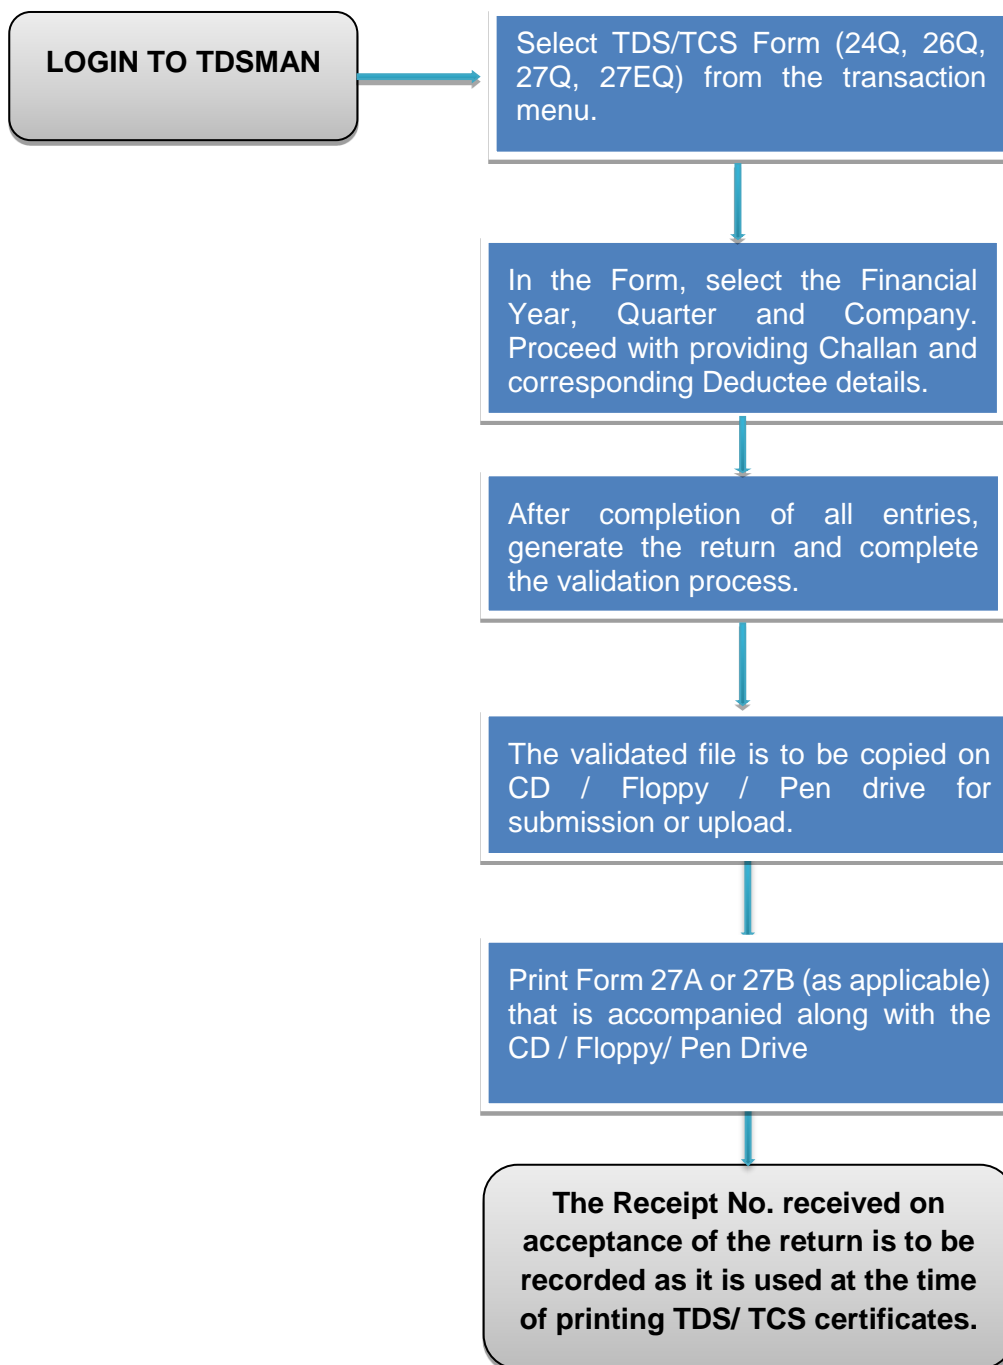 LOGIN TO TDSMAN
Select TDS/TCS Form (24Q, 26Q,
27Q, 27EQ) from the transaction
menu.
In the Form, select the Financial
Year, Quarter and Company.
Proceed with providing Challan and
corresponding Deductee details.
After completion of all entries,
generate the return and complete
the validation process.
The validated file is to be copied on
CD / Floppy / Pen drive for
submission or upload.
Print Form 27A or 27B (as applicable)
that is accompanied along with the
CD / Floppy/ Pen Drive
The Receipt No. received on
acceptance of the return is to be
recorded as it is used at the time
of printing TDS/ TCS certificates.